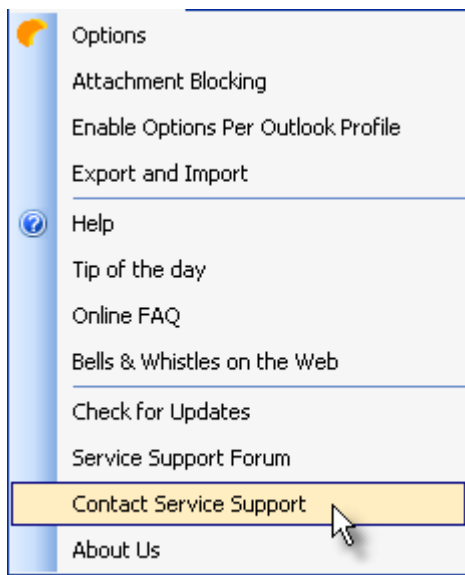 Options
Attachment Blocking
Enable Options Per Outlook Profile
Export and Import
Help
Tip of the day
Online FAQ
Bells & Whistles on the Web
Check for Updates
Service Support Forum
Contact Service Support
About Us